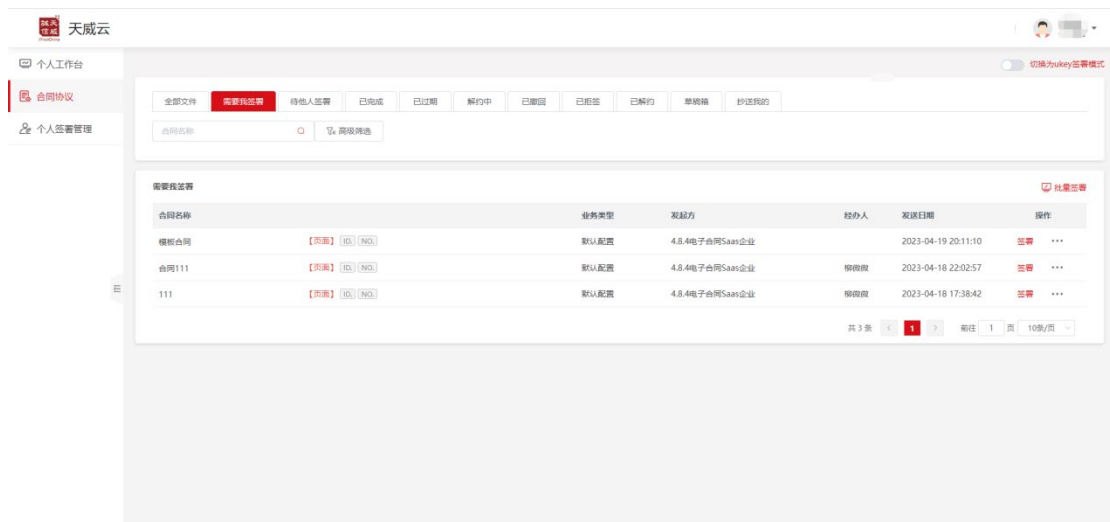 天威云
个人工作台
合同协议
个人签署管理
切换为ukey签署模式
全部文件 需要我签署 待他人签署 已完成 已过期 解约中 已撤回 已拒签 已解约 草稿箱 抄送我的
合同名称 高级筛选
需要我签署 批量签署
合同名称 业务类型 发起方 经办人 发送日期 操作
模板合同 【页面】 ID. NO. 默认配置 4.8.4电子合同Saas企业 2023-04-19 20:11:10 签署 ···
合同111 【页面】 ID. NO. 默认配置 4.8.4电子合同Saas企业 柳微微 2023-04-18 22:02:57 签署 ···
111 【页面】 ID. NO. 默认配置 4.8.4电子合同Saas企业 柳微微 2023-04-18 17:38:42 签署 ···
共 3 条 < 1 > 前往 1 页 10条/页